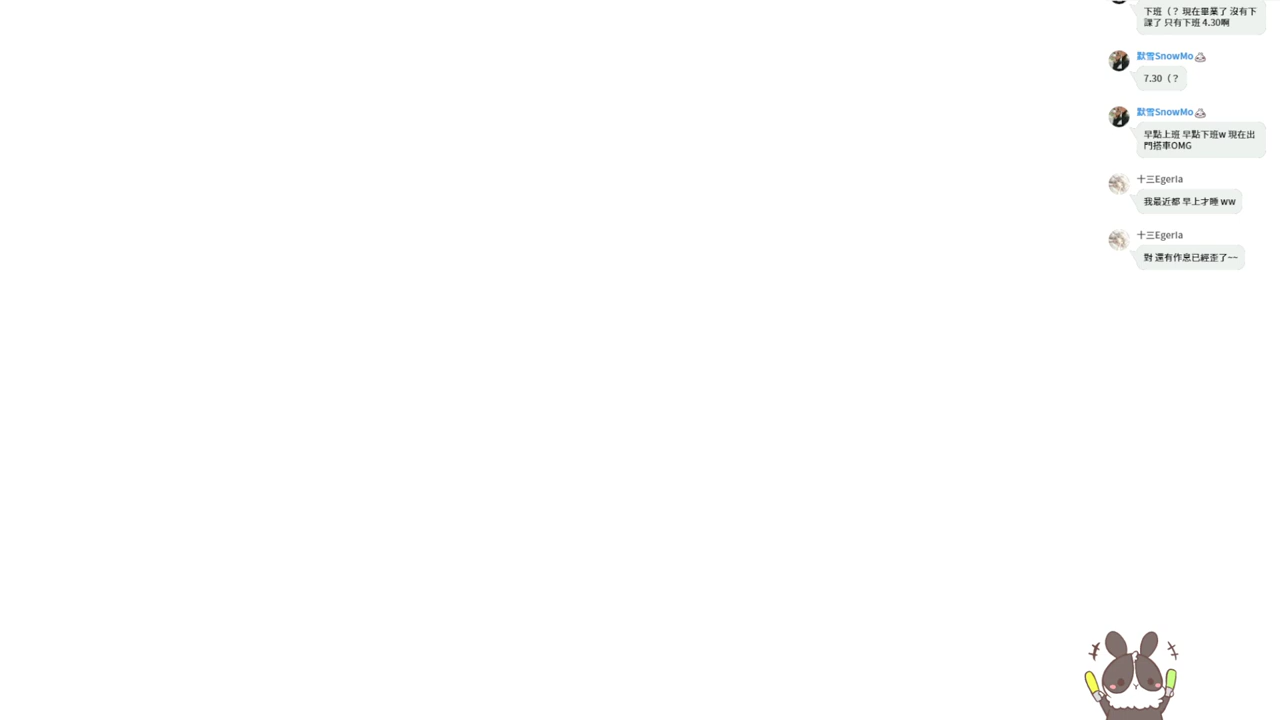 下班（？ 現在畢業了 沒有下
課了 只有下班 4.30啊
默雪SnowMo
7.30（？
默雪SnowMo
早點上班 早點下班w 現在出
門搭車OMG
十三Egeria
我最近都 早上才睡 ww
十三Egeria
對 還有作息已經歪了~~